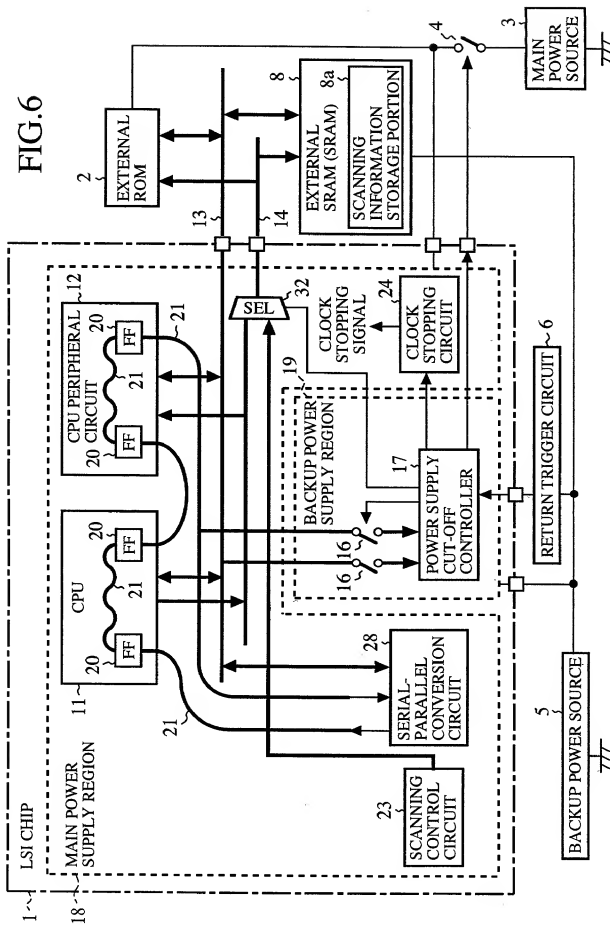 FIG.6
1
LSI CHIP
18
MAIN POWER
SUPPLY REGION
11
CPU
20
FF
21
20
FF
12
CPU PERIPHERAL
CIRCUIT
20
FF
21
20
FF
21
21
13
14
2
EXTERNAL
ROM
8
8a
EXTERNAL
SRAM (SRAM)
SCANNING
INFORMATION
STORAGE PORTION
4
3
MAIN
POWER
SOURCE
SEL
32
CLOCK
STOPPING
SIGNAL
24
CLOCK
STOPPING
CIRCUIT
19
BACKUP POWER
SUPPLY REGION
16
16
17
POWER SUPPLY
CUT-OFF
CONTROLLER
28
SERIAL-
PARALLEL
CONVERSION
CIRCUIT
23
SCANNING
CONTROL
CIRCUIT
5
BACKUP POWER SOURCE
6
RETURN TRIGGER CIRCUIT